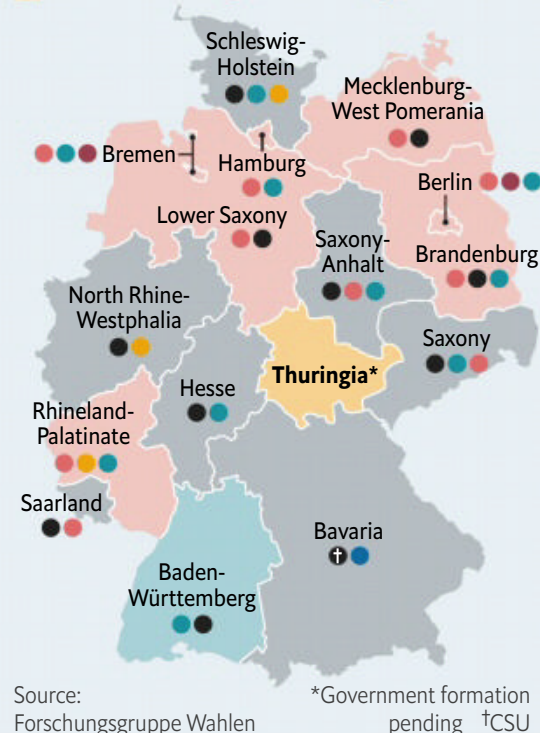 Schleswig-
Holstein
Mecklenburg-
West Pomerania
Bremen
Hamburg
Berlin
Lower Saxony
Saxony-
Anhalt
Brandenburg
North Rhine-
Westphalia
Saxony
Thuringia*
Hesse
Rhineland-
Palatinate
Saarland
Bavaria
†
Baden-
Württemberg
Source:
Forschungsgruppe Wahlen
*Government formation
pending †CSU